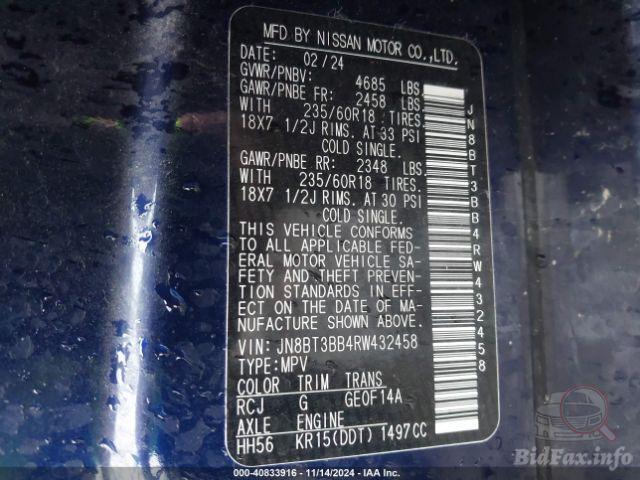 MFD BY NISSAN MOTOR CO.,LTD.
DATE: 02/24
GVWR/PNBV: 4685 LBS
GAWR/PNBE FR: 2458 LBS
WITH 235/60R18 TIRES.
18X7 1/2J RIMS. AT 33 PSI
COLD SINGLE.
GAWR/PNBE RR: 2348 LBS.
WITH 235/60R18 TIRES.
18X7 1/2J RIMS. AT 30 PSI
COLD SINGLE.
THIS VEHICLE CONFORMS
TO ALL APPLICABLE FED-
ERAL MOTOR VEHICLE SA-
FETY AND THEFT PREVEN-
TION STANDARDS IN EFF-
ECT ON THE DATE OF MA-
NUFACTURE SHOWN ABOVE.
VIN: JN8BT3BB4RW432458
TYPE:MPV
COLOR TRIM TRANS
RCJ G GE0F14A
AXLE ENGINE
HH56 KR15(DDT) 1497CC
JN8BT3BB4RW432458
000-40833916 - 11/14/2024 - IAA Inc.
BidFax.info